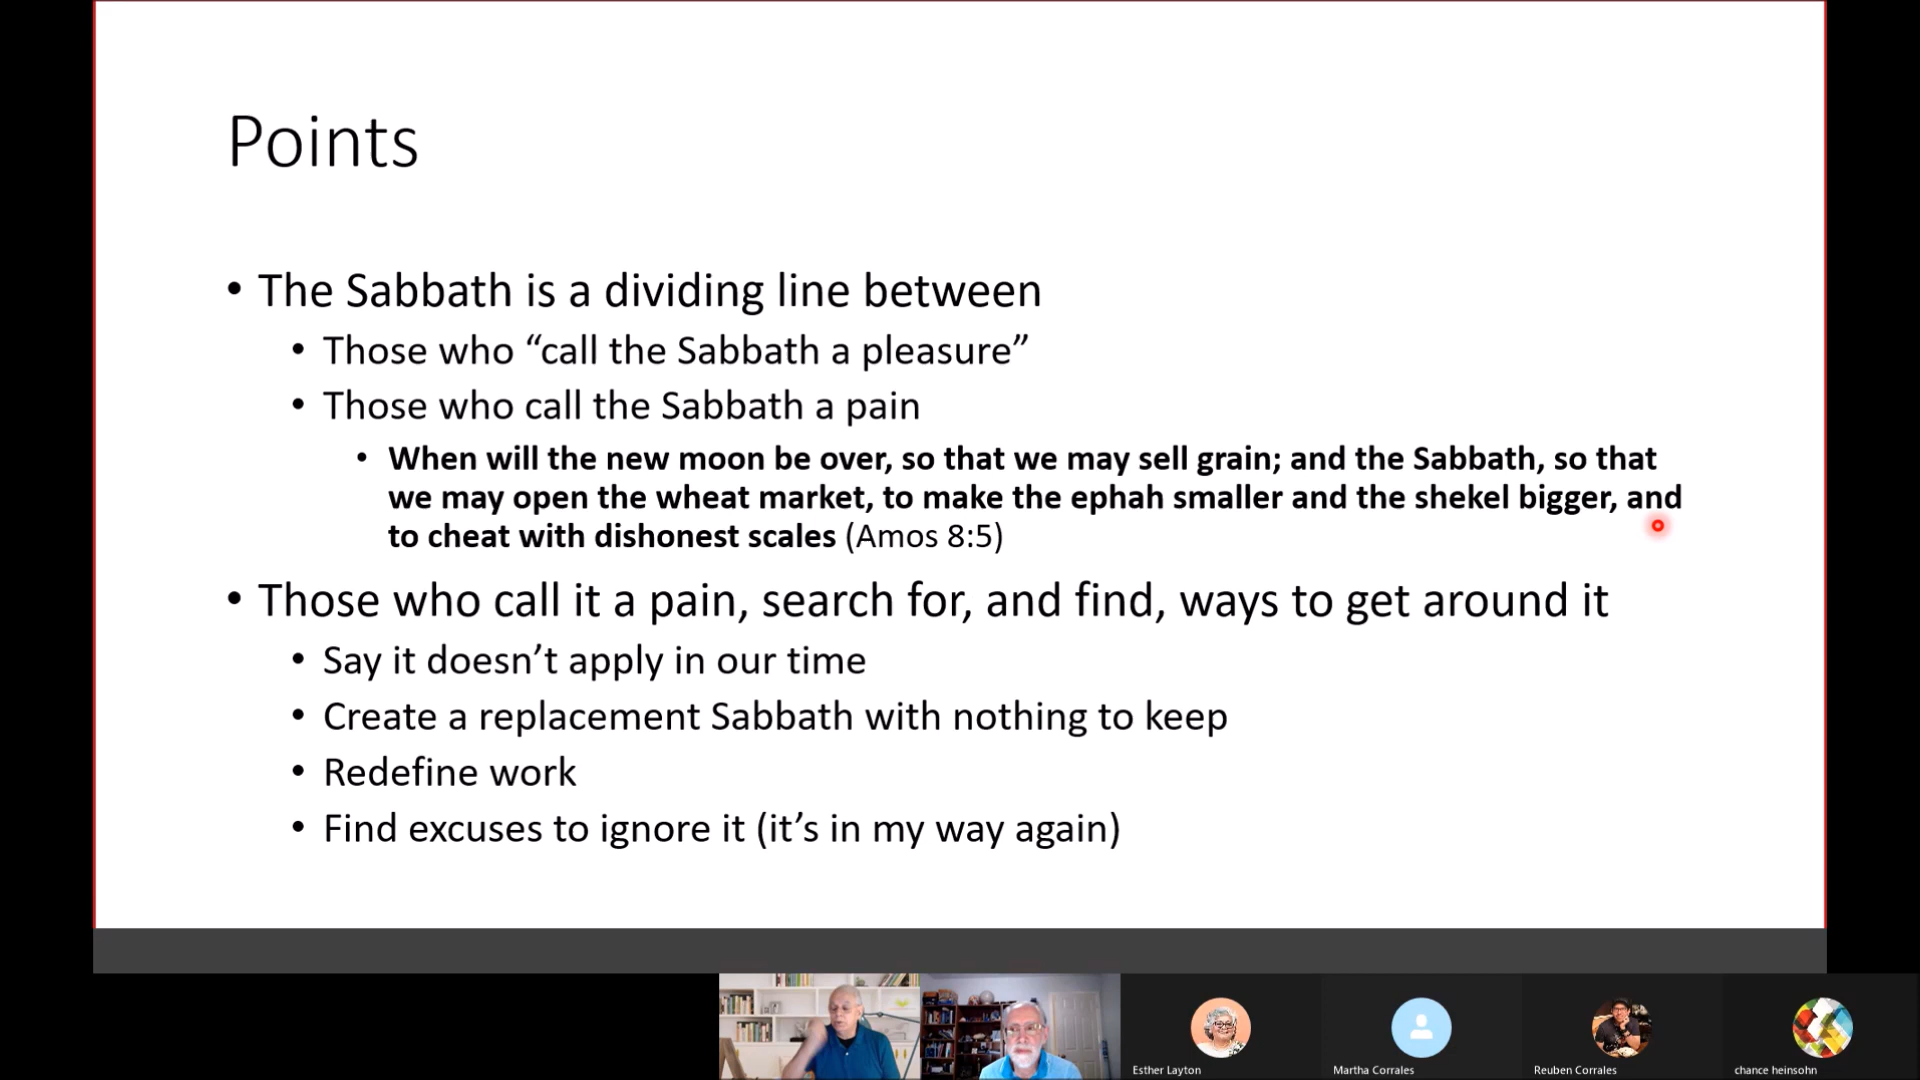 Points
• The Sabbath is a dividing line between
• Those who “call the Sabbath a pleasure”
• Those who call the Sabbath a pain
• When will the new moon be over, so that we may sell grain; and the Sabbath, so that
we may open the wheat market, to make the ephah smaller and the shekel bigger, and
to cheat with dishonest scales (Amos 8:5)
• Those who call it a pain, search for, and find, ways to get around it
• Say it doesn’t apply in our time
• Create a replacement Sabbath with nothing to keep
• Redefine work
• Find excuses to ignore it (it’s in my way again)
Esther Layton
Martha Corrales
Reuben Corrales
chance heinsohn